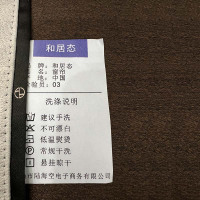 和居态
牌：和居态
名：窗帘
地：中国
验员：03
洗涤说明
建议手洗
不可漂白
低温熨烫
常规干洗
悬挂晾干
市陆海空电子商务有限公司